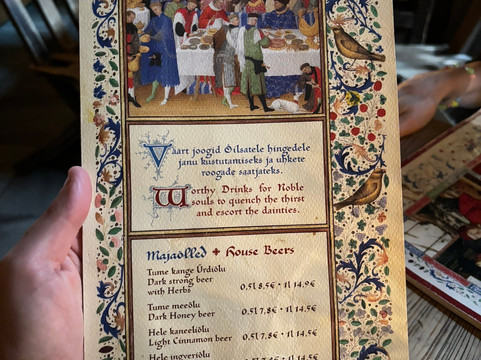 Väärt joogid Õilsatele hingedele
janu kustutamiseks ja uhkete
roogade saatjateks.
Worthy Drinks for Noble
souls to quench the thirst
and escort the dainties.
Majaõlled + House Beers
Tume kange Ürdiõlu
Dark strong beer
with Herbs 0,5l 8.5€ • 1l 14.9€
Tume meeõlu
Dark Honey beer 0,5l 7,8€ • 1l 14.5€
Hele kaneeliõlu
Light Cinnamon beer 0,5l 7.8€ • 1l 14.5€
Hele ingveriõlu